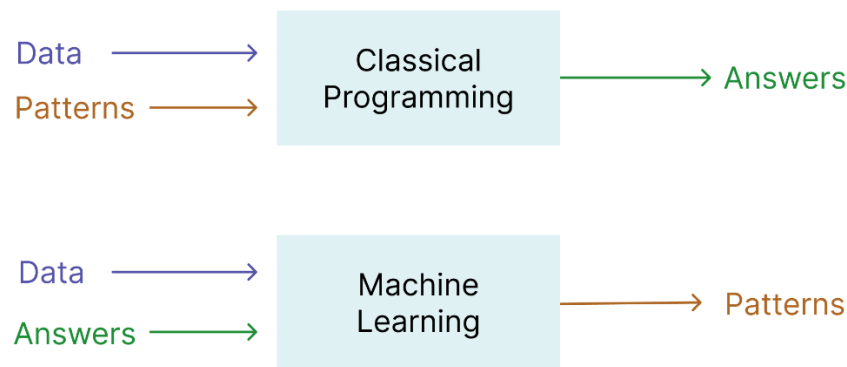 Data
Patterns
Classical
Programming
Answers
Data
Answers
Machine
Learning
Patterns